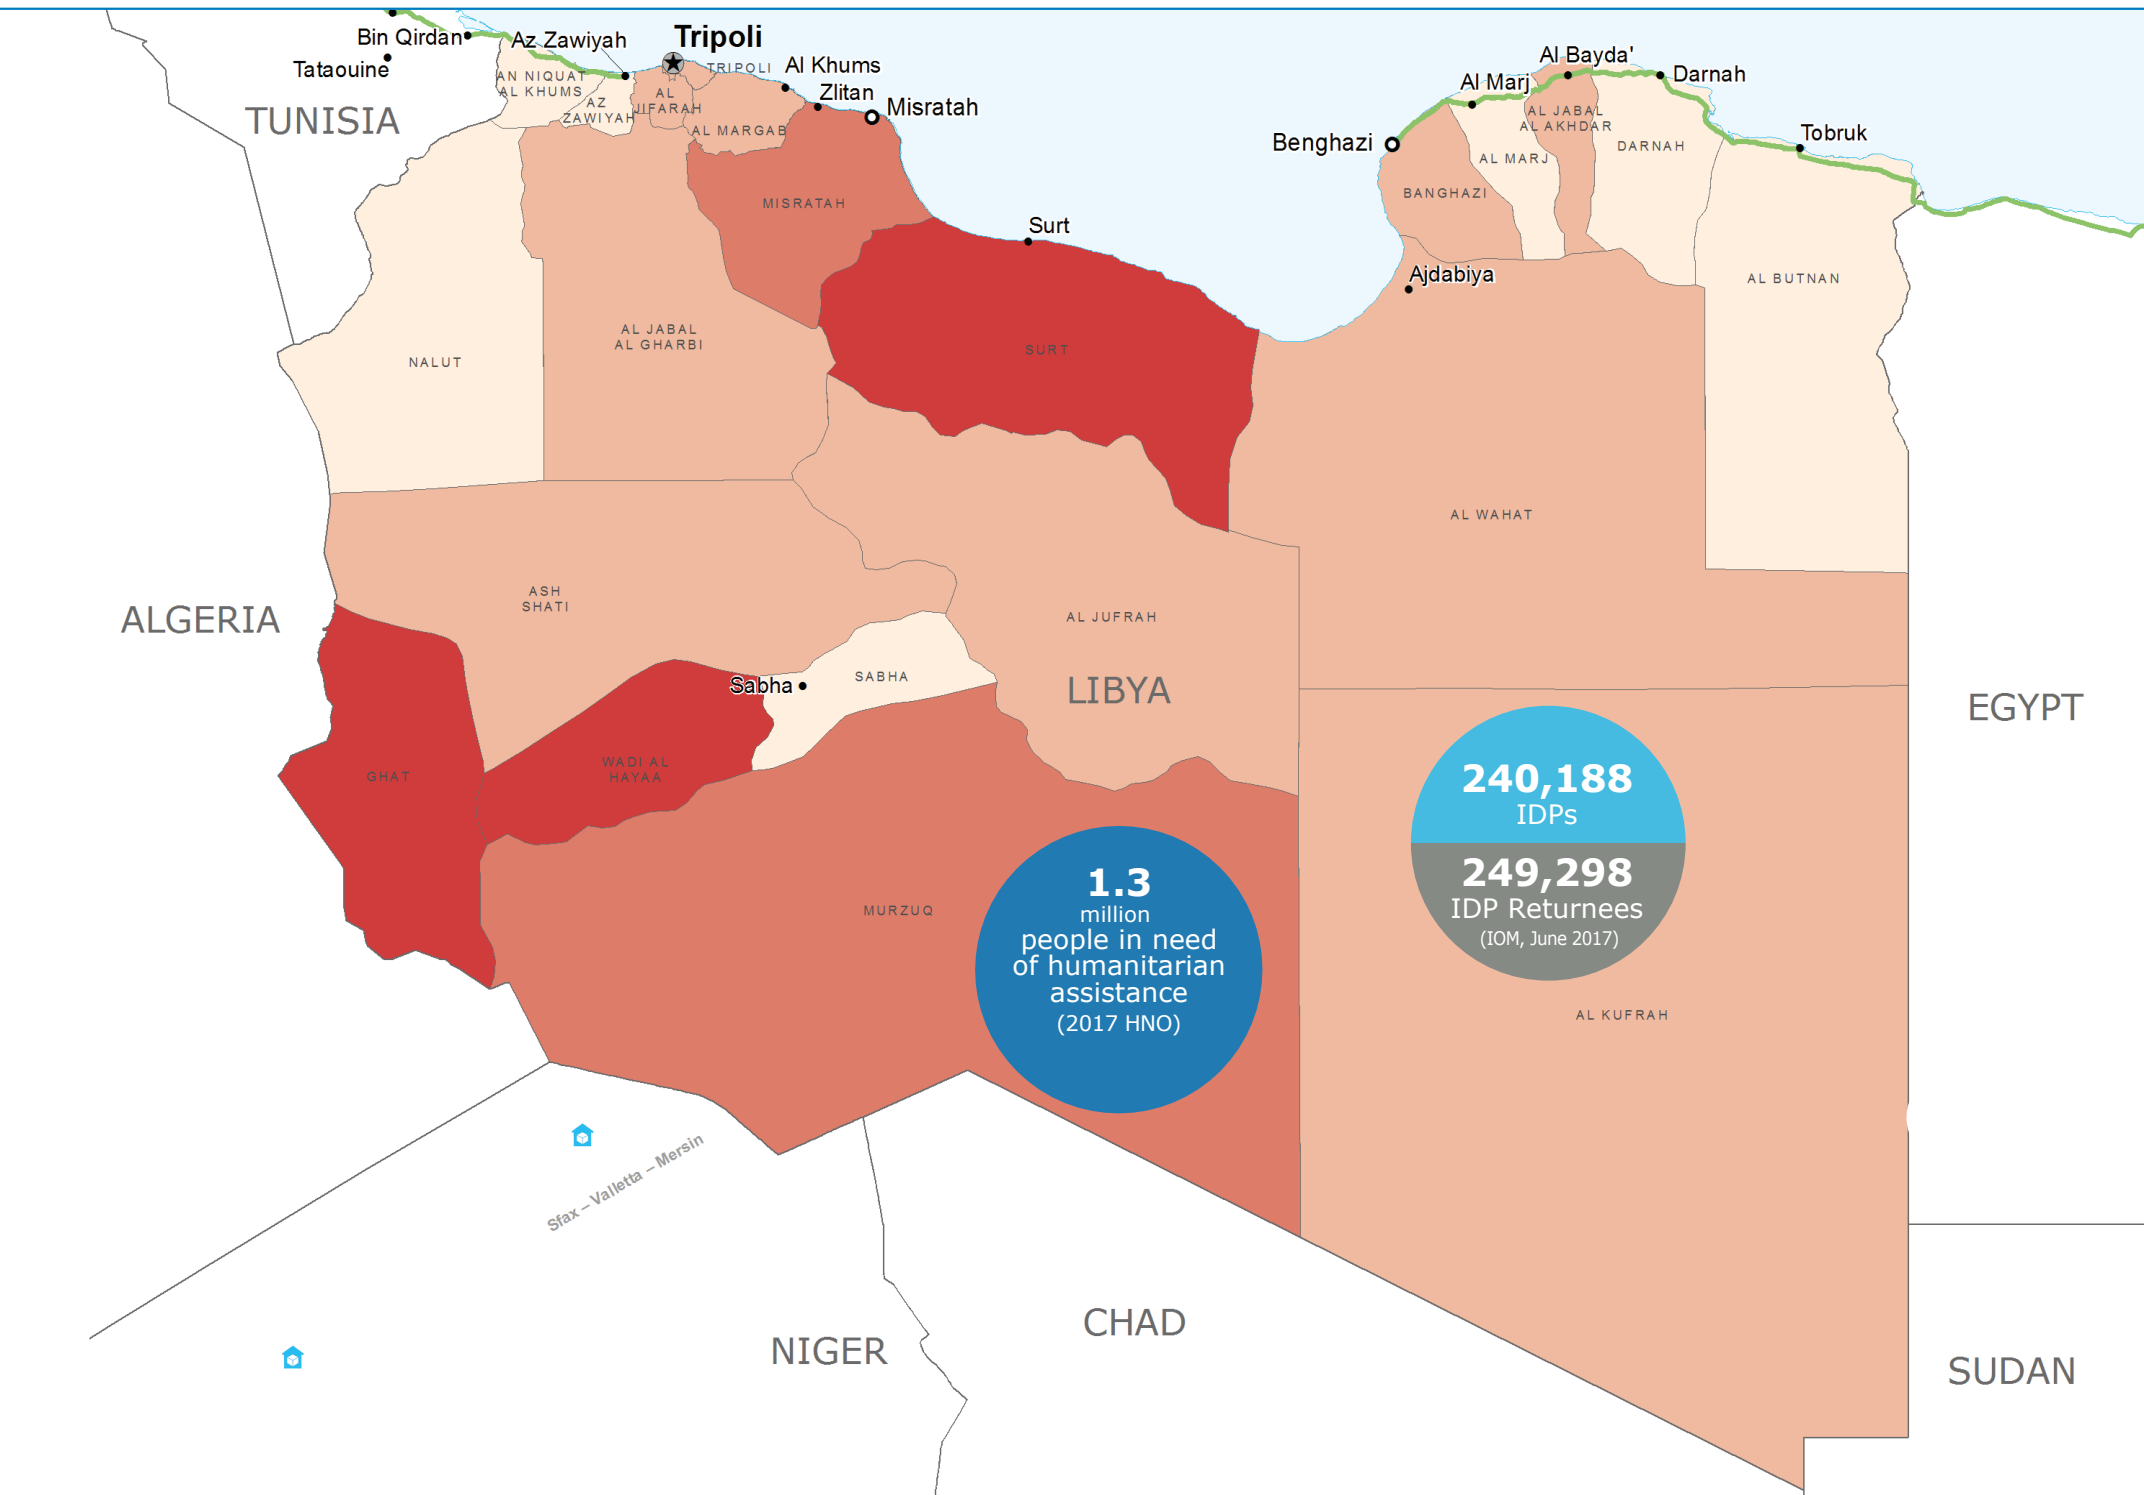 Bin Qirdan
Tataouine
TUNISIA
Az Zawiyah
AN NIQUAT
AL KHUMS
AZ
ZAWIYAH
Tripoli
TRIPOLI
AL
JIFARAH
Al Khums
Zlitan
Misratah
AL MARGAB
MISRATAH
Surt
Benghazi
Al Marj
Al Bayda'
Darnah
Tobruk
AL JABAL
AL AKHDAR
AL MARJ
DARNAH
BANGHAZI
Ajdabiya
AL BUTNAN
NALUT
AL JABAL
AL GHARBI
SURT
AL WAHAT
ALGERIA
ASH
SHATI
AL JUFRAH
LIBYA
Sabha
SABHA
EGYPT
GHAT
WADI AL
HAYAA
MURZUQ
240,188
IDPs
249,298
IDP Returnees
(IOM, June 2017)
1.3
million
people in need
of humanitarian
assistance
(2017 HNO)
AL KUFRAH
Sfax – Valletta – Mersin
NIGER
CHAD
SUDAN